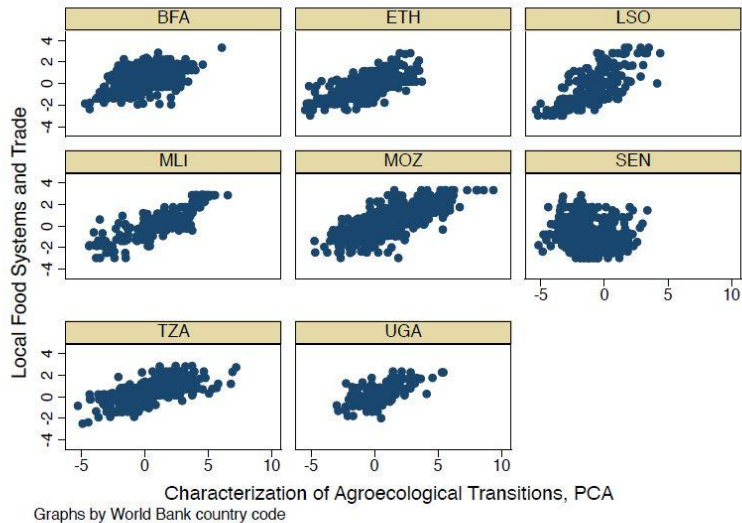 BFA ETH LSO
4
2
0
-2
-4
MLI MOZ SEN
4
2
0
-2
-4
-5 0 5 10
TZA UGA
4
2
0
-2
-4
-5 0 5 10 -5 0 5 10
Local Food Systems and Trade
Characterization of Agroecological Transitions, PCA
Graphs by World Bank country code